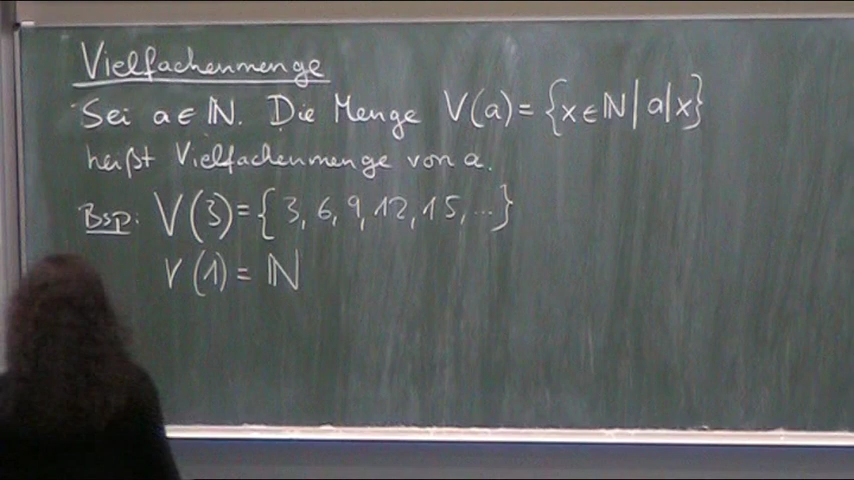 Vielfachenmenge
Sei a ∈ ℕ. Die Menge V(a) = {x ∈ ℕ | a|x}
heißt Vielfachenmenge von a.
Bsp: V(3) = {3, 6, 9, 12, 15, ...}
V(1) = ℕ